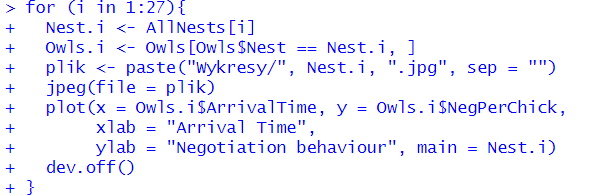 > for (i in 1:27){
+   Nest.i <- AllNests[i]
+   Owls.i <- Owls[Owls$Nest == Nest.i, ]
+   plik <- paste("Wykresy/", Nest.i, ".jpg", sep = "")
+   jpeg(file = plik)
+   plot(x = Owls.i$ArrivalTime, y = Owls.i$NegPerChick,
+        xlab = "Arrival Time",
+        ylab = "Negotiation behaviour", main = Nest.i)
+   dev.off()
+ }